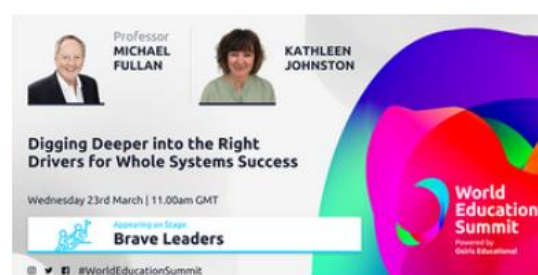 Professor
MICHAEL
FULLAN
KATHLEEN
JOHNSTON
Digging Deeper into the Right
Drivers for Whole Systems Success
Wednesday 23rd March | 11.00am GMT
Appearing on Stage:
Brave Leaders
#WorldEducationSummit
World
Education
Summit
Powered by
Osiris Educational